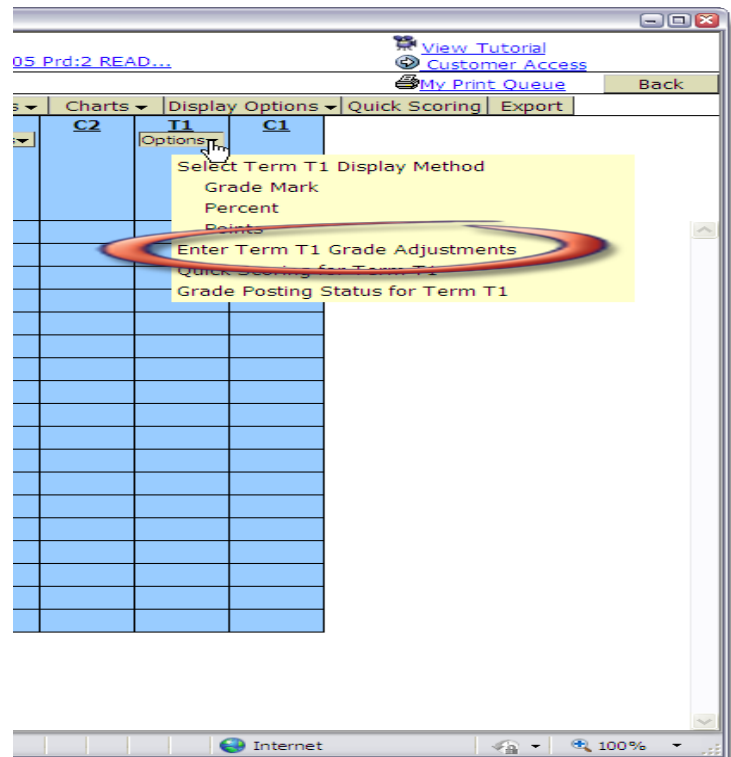 View Tutorial
05 Prd:2 READ...
Customer Access
My Print Queue Back
s Charts Display Options Quick Scoring Export
C2 T1 C1
Options
Select Term T1 Display Method
Grade Mark
Percent
Points
Enter Term T1 Grade Adjustments
Quick Scoring for Term T1
Grade Posting Status for Term T1
Internet 100%